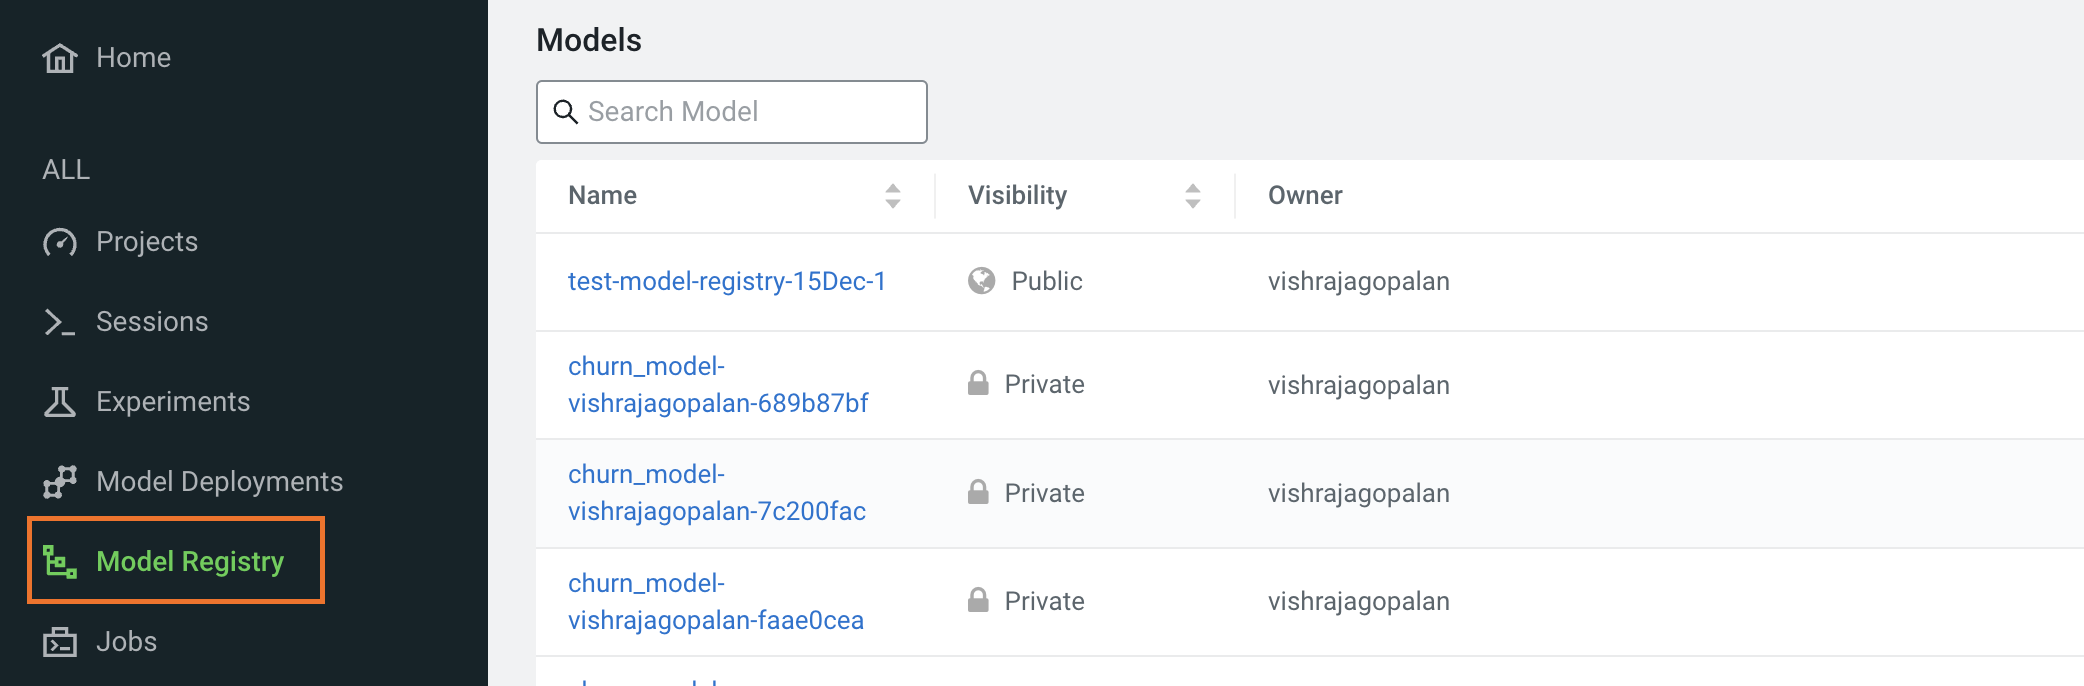 Home
ALL
Projects
Sessions
Experiments
Model Deployments
Model Registry
Jobs
Models
Search Model
Name Visibility Owner
test-model-registry-15Dec-1 Public vishrajagopalan
churn_model-
vishrajagopalan-689b87bf Private vishrajagopalan
churn_model-
vishrajagopalan-7c200fac Private vishrajagopalan
churn_model-
vishrajagopalan-faae0cea Private vishrajagopalan